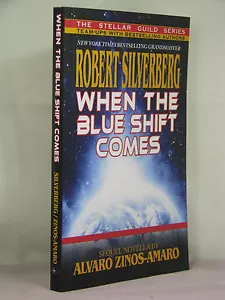 THE STELLAR GUILD SERIES
TEAM-UPS WITH BESTSELLING AUTHORS
NEW YORK TIMES BESTSELLING GRANDMASTER
ROBERT SILVERBERG
WHEN THE
BLUE SHIFT
COMES
SEQUEL NOVELLA BY
ALVARO ZINOS-AMARO
WHEN THE BLUE SHIFT COMES
SILVERBERG / ZINOS-AMARO